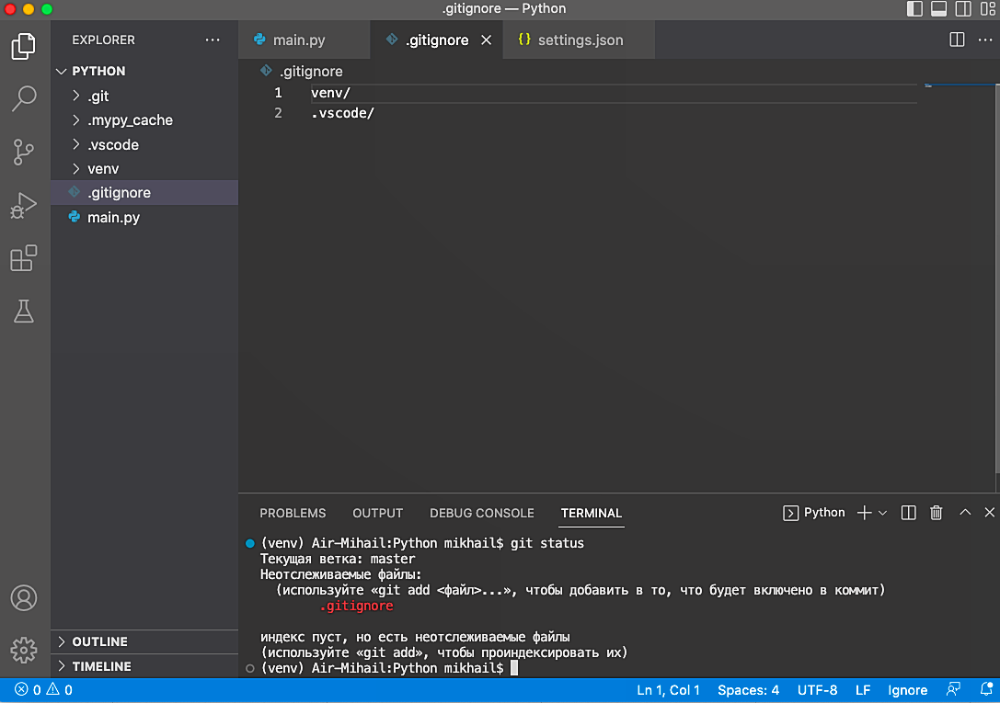 .gitignore — Python
EXPLORER
main.py
.gitignore
{} settings.json
PYTHON
.git
.mypy_cache
.vscode
venv
.gitignore
main.py
.gitignore
1 venv/
2 .vscode/
PROBLEMS OUTPUT DEBUG CONSOLE TERMINAL
Python
(venv) Air-Mihail:Python mikhail$ git status
Текущая ветка: master
Неотслеживаемые файлы:
(используйте «git add <файл>...», чтобы добавить в то, что будет включено в коммит)
.gitignore
индекс пуст, но есть неотслеживаемые файлы
(используйте «git add», чтобы проиндексировать их)
(venv) Air-Mihail:Python mikhail$
OUTLINE
TIMELINE
0 0
Ln 1, Col 1 Spaces: 4 UTF-8 LF Ignore